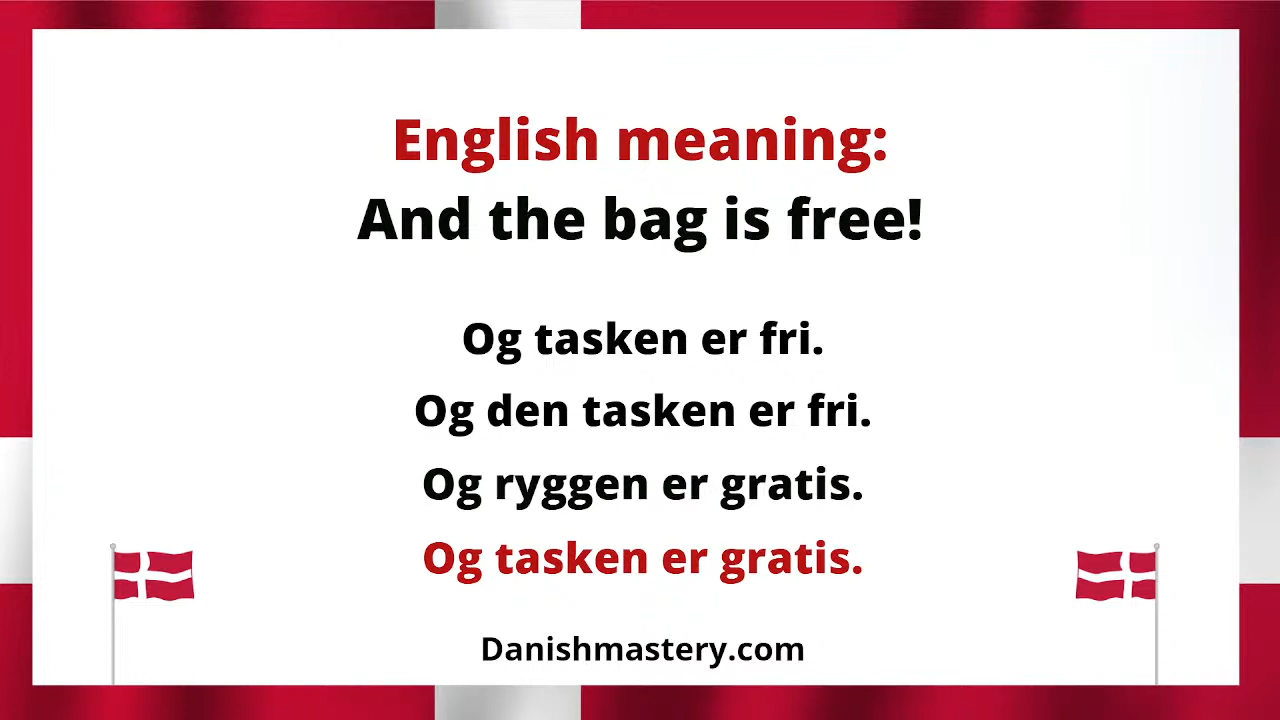 English meaning:
And the bag is free!
Og tasken er fri.
Og den tasken er fri.
Og ryggen er gratis.
Og tasken er gratis.
Danishmastery.com